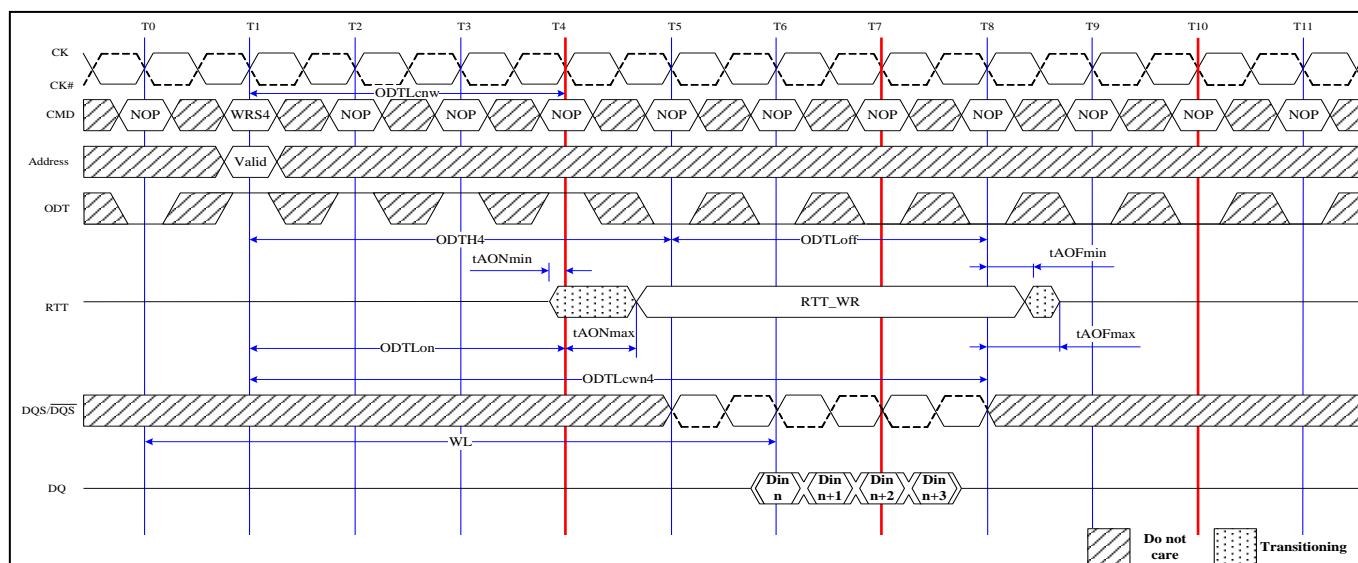 T0 T1 T2 T3 T4 T5 T6 T7 T8 T9 T10 T11
CK
CK#
ODTLcnw
CMD NOP WRS4 NOP NOP NOP NOP NOP NOP NOP NOP NOP NOP
Address Valid
ODT
ODTH4 ODTLoff
tAONmin tAOFmin
RTT RTT_WR
tAONmax tAOFmax
ODTLon
ODTLcwn4
DQS/DQS
WL
DQ Din n Din n+1 Din n+2 Din n+3
Do not care Transitioning